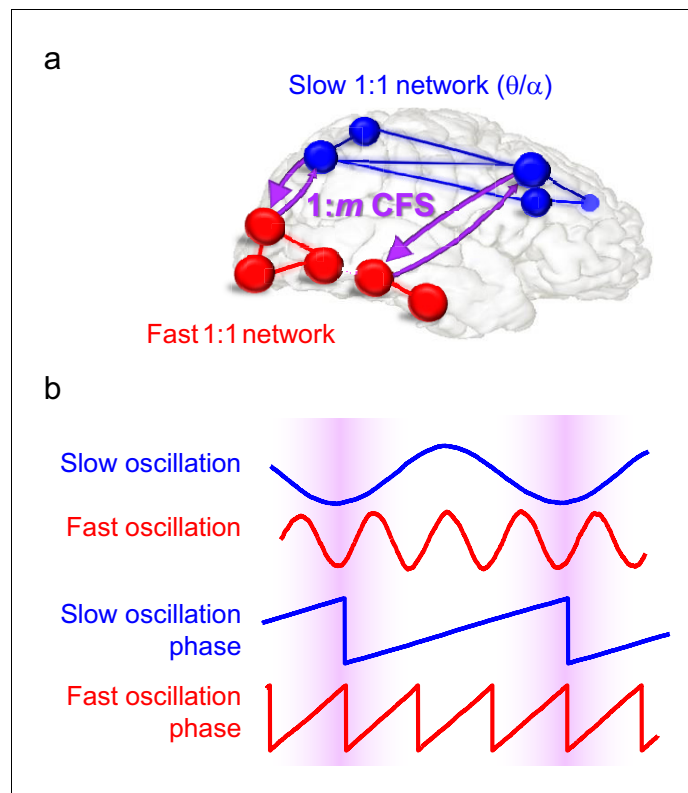 a
Slow 1:1 network (θ/α)
1:m CFS
Fast 1:1 network
b
Slow oscillation
Fast oscillation
Slow oscillation
phase
Fast oscillation
phase